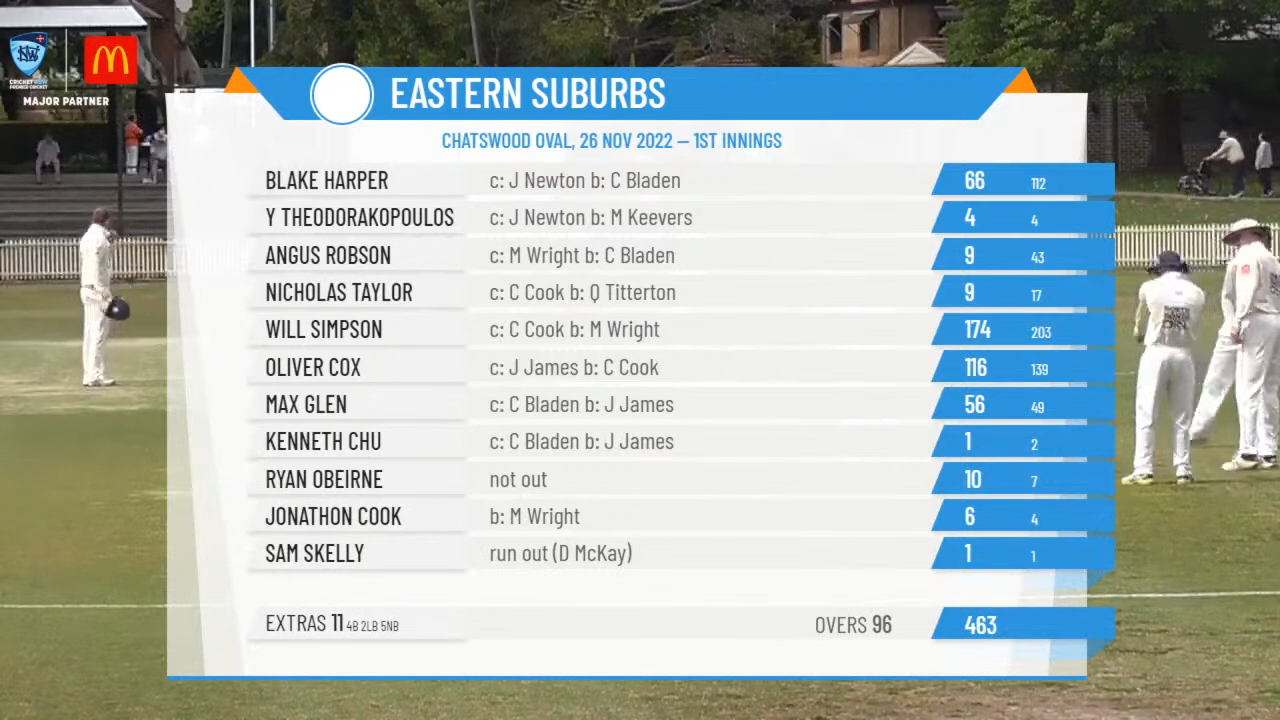 CRICKET NSW
PREMIER CRICKET
MAJOR PARTNER
EASTERN SUBURBS
CHATSWOOD OVAL, 26 NOV 2022 – 1ST INNINGS
BLAKE HARPER c: J Newton b: C Bladen 66 112
Y THEODORAKOPOULOS c: J Newton b: M Keevers 4 4
ANGUS ROBSON c: M Wright b: C Bladen 9 43
NICHOLAS TAYLOR c: C Cook b: Q Titterton 9 17
WILL SIMPSON c: C Cook b: M Wright 174 203
OLIVER COX c: J James b: C Cook 116 139
MAX GLEN c: C Bladen b: J James 56 49
KENNETH CHU c: C Bladen b: J James 1 2
RYAN OBEIRNE not out 10 7
JONATHON COOK b: M Wright 6 4
SAM SKELLY run out (D McKay) 1 1
EXTRAS 11 4B 2LB 5NB OVERS 96 463